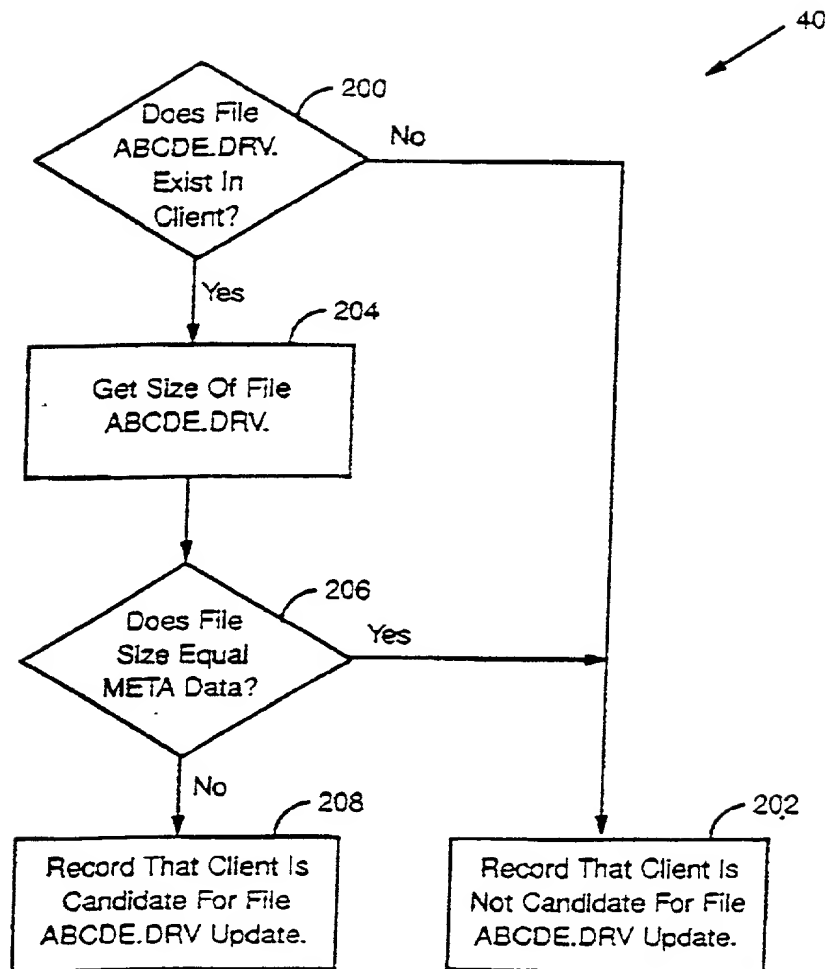 40
200
Does File
ABCDE.DRV.
Exist In
Client?
No
Yes
204
Get Size Of File
ABCDE.DRV.
206
Does File
Size Equal
META Data?
Yes
No
208
Record That Client Is
Candidate For File
ABCDE.DRV Update.
202
Record That Client Is
Not Candidate For File
ABCDE.DRV Update.